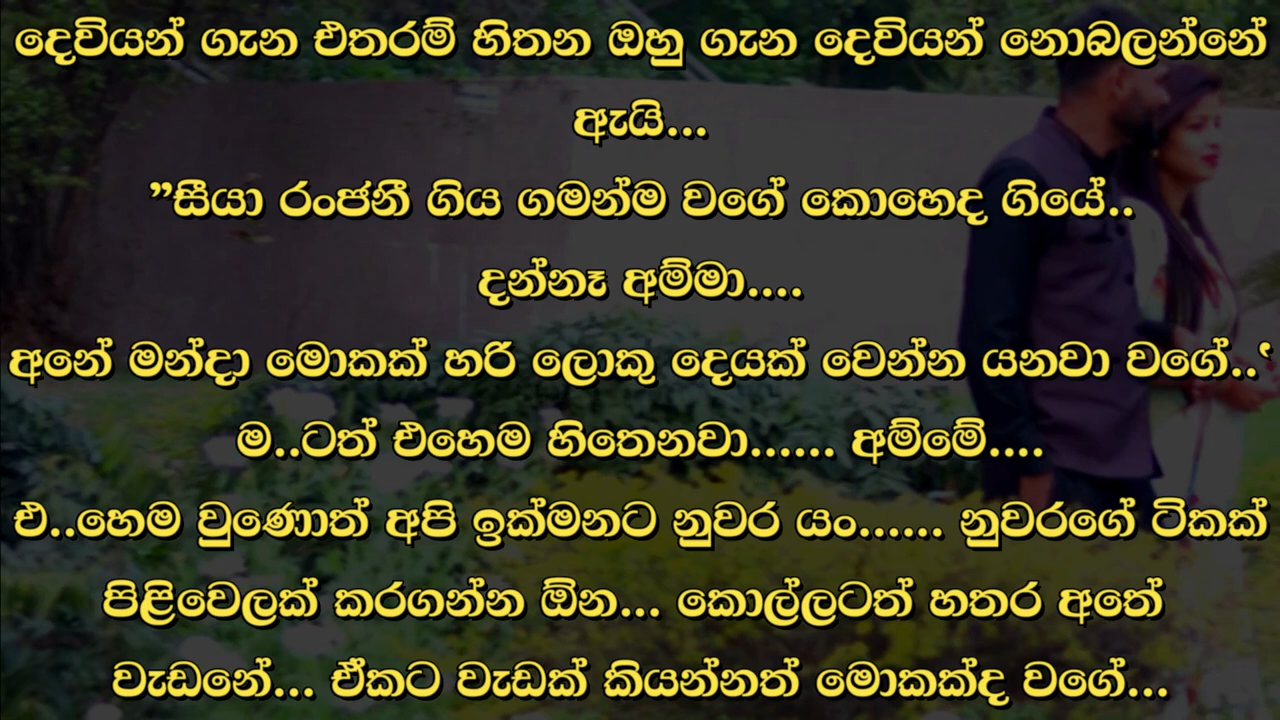 දෙවියන් ගැන එතරම් හිතන ඔහු ගැන දෙවියන් නොබලන්නේ
ඇයි...
”සීයා රංජනී ගිය ගමන්ම වගේ කොහෙද ගියේ..
දන්නෑ අම්මා....
අනේ මන්දා මොකක් හරි ලොකු දෙයක් වෙන්න යනවා වගේ..‘
ම..ටත් එහෙම හිතෙනවා...... අම්මේ....
එ..හෙම වුණොත් අපි ඉක්මනට නුවර යං...... නුවරගේ ටිකක්
පිළිවෙලක් කරගන්න ඕන... කොල්ලටත් හතර අතේ
වැඩනේ... ඒකට වැඩක් කියන්නත් මොකක්ද වගේ...